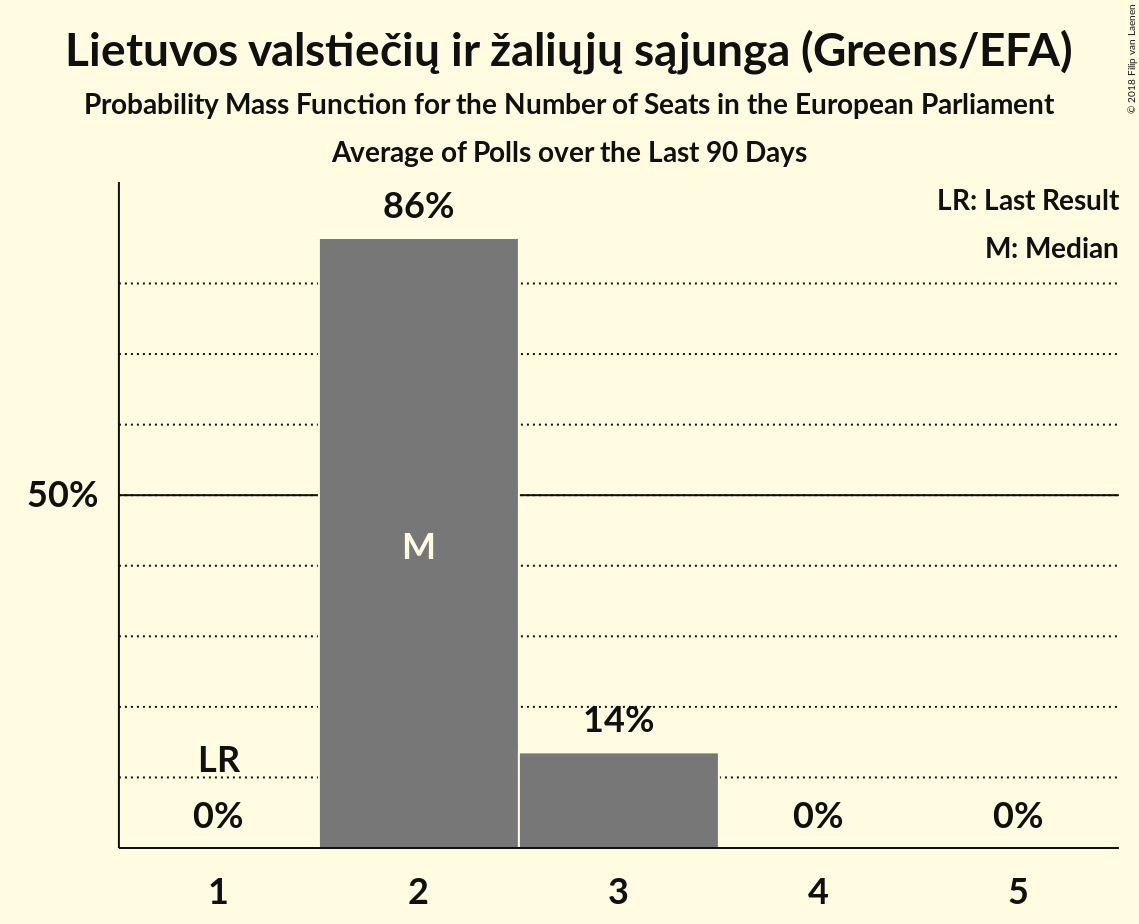 Lietuvos valstiečių ir žaliųjų sąjunga (Greens/EFA)
Probability Mass Function for the Number of Seats in the European Parliament
Average of Polls over the Last 90 Days
© 2018 Filip van Laenen
LR: Last Result
M: Median
86%
50%
M
14%
LR
0%
0%
0%
1
2
3
4
5